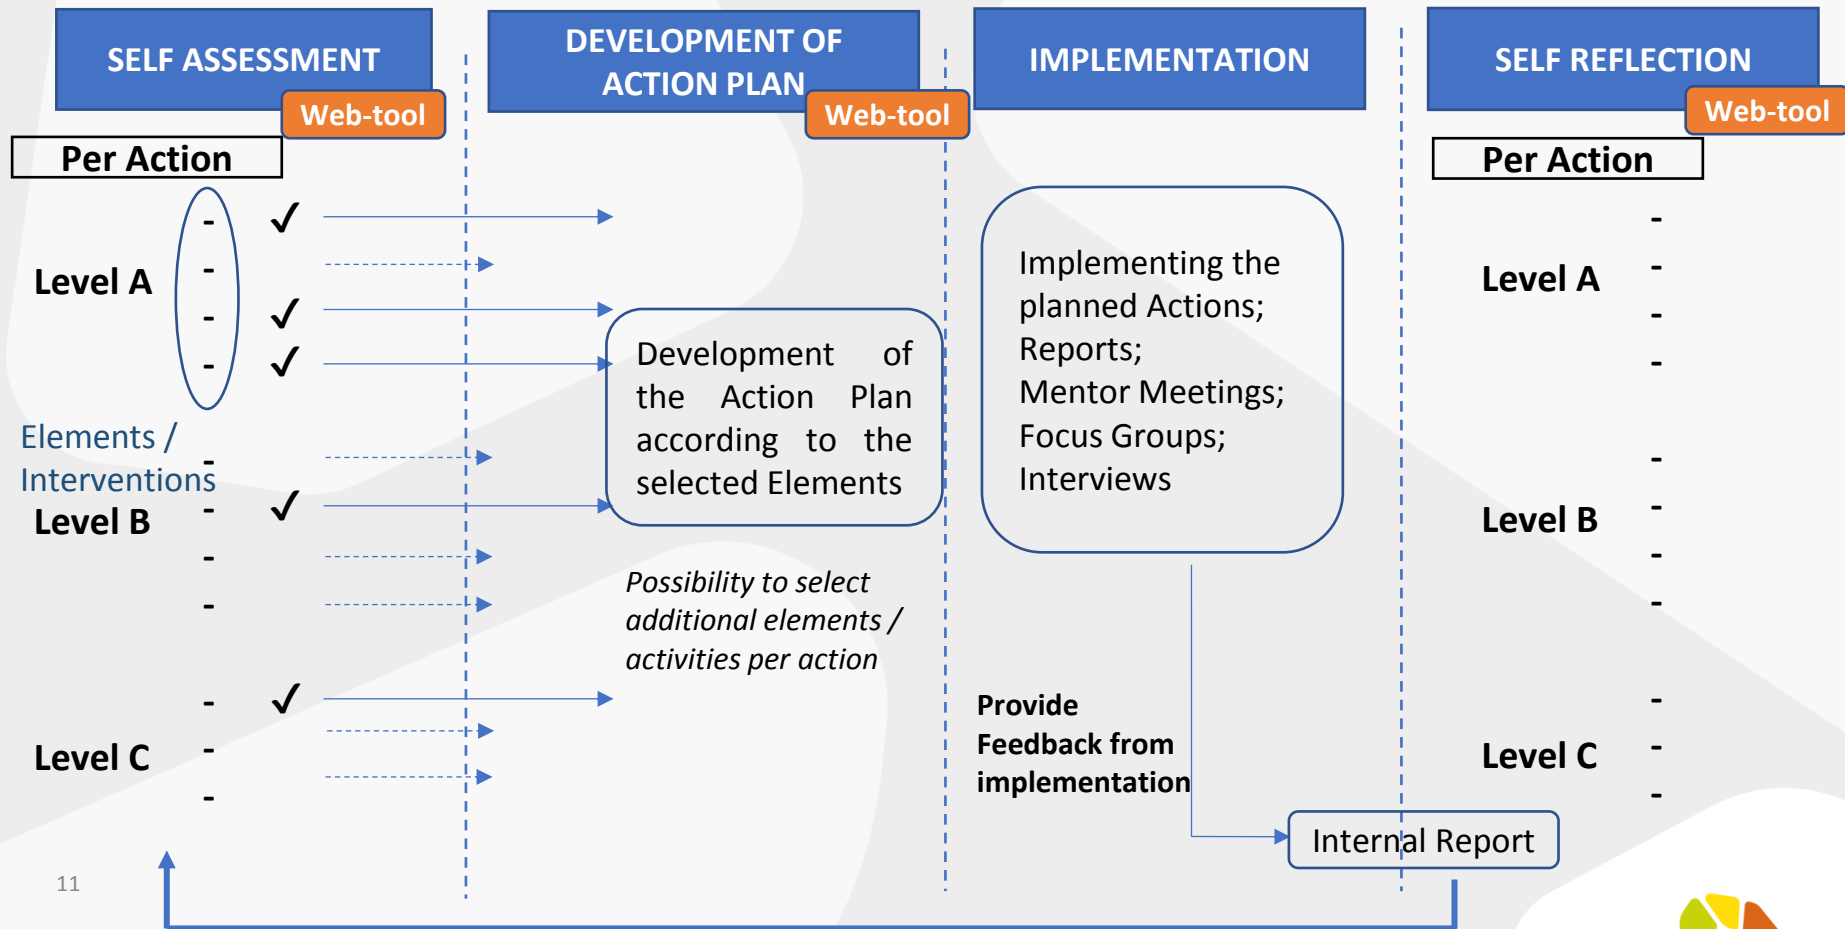 SELF ASSESSMENT
Web-tool
DEVELOPMENT OF
ACTION PLAN
Web-tool
IMPLEMENTATION
SELF REFLECTION
Web-tool
Per Action
- ✓
-
Level A
- ✓
- ✓
Elements /
-
Interventions
- ✓
Level B
-
-
- ✓
Level C
-
-
Development of
the Action Plan
according to the
selected Elements
Possibility to select
additional elements /
activities per action
Implementing the
planned Actions;
Reports;
Mentor Meetings;
Focus Groups;
Interviews
Provide
Feedback from
implementation
Internal Report
Per Action
-
-
Level A
-
-
-
-
Level B
-
-
-
-
Level C
-
11